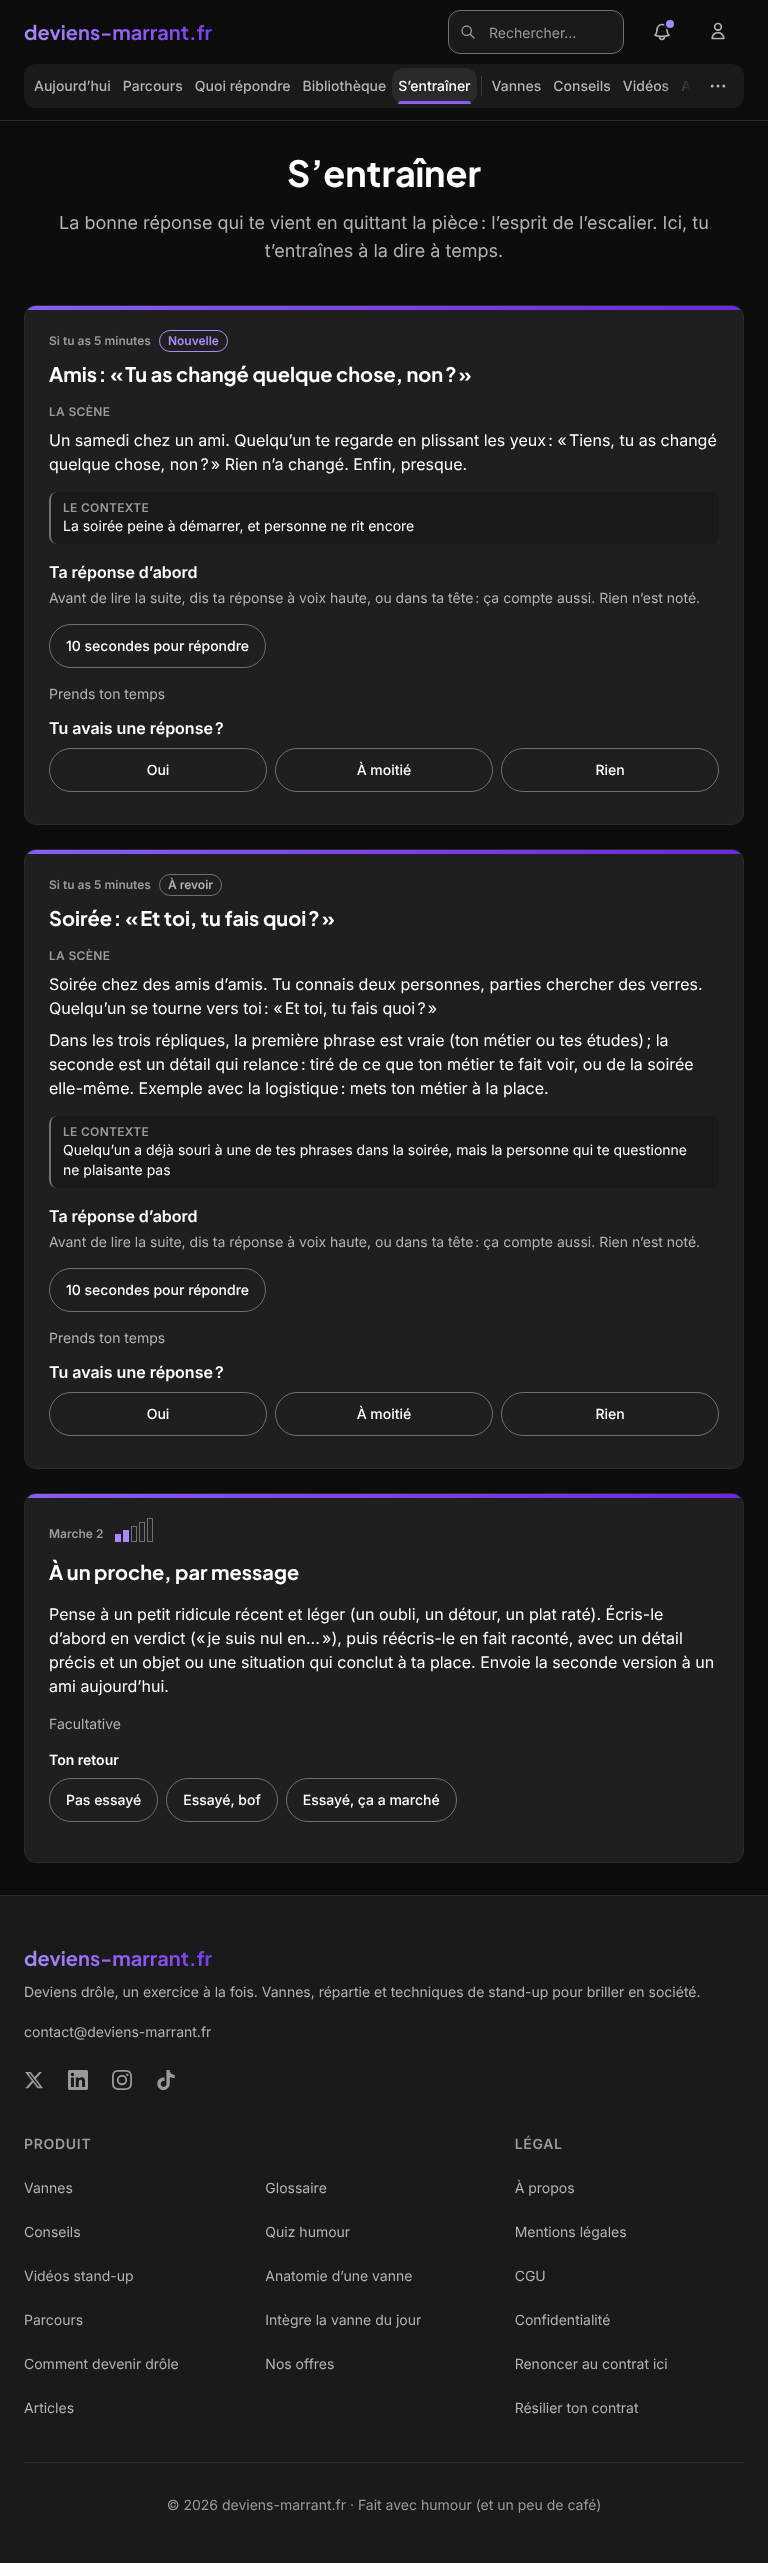 deviens-marrant.fr
Rechercher...
Aujourd’hui Parcours Quoi répondre Bibliothèque S’entraîner Vannes Conseils Vidéos
S’entraîner
La bonne réponse qui te vient en quittant la pièce : l’esprit de l’escalier. Ici, tu
t’entraînes à la dire à temps.
Si tu as 5 minutes Nouvelle
Amis : « Tu as changé quelque chose, non ? »
LA SCÈNE
Un samedi chez un ami. Quelqu’un te regarde en plissant les yeux : « Tiens, tu as changé
quelque chose, non ? » Rien n’a changé. Enfin, presque.
LE CONTEXTE
La soirée peine à démarrer, et personne ne rit encore
Ta réponse d’abord
Avant de lire la suite, dis ta réponse à voix haute, ou dans ta tête : ça compte aussi. Rien n’est noté.
10 secondes pour répondre
Prends ton temps
Tu avais une réponse ?
Oui À moitié Rien
Si tu as 5 minutes À revoir
Soirée : « Et toi, tu fais quoi ? »
LA SCÈNE
Soirée chez des amis d’amis. Tu connais deux personnes, parties chercher des verres.
Quelqu’un se tourne vers toi : « Et toi, tu fais quoi ? »
Dans les trois répliques, la première phrase est vraie (ton métier ou tes études) ; la
seconde est un détail qui relance : tiré de ce que ton métier te fait voir, ou de la soirée
elle-même. Exemple avec la logistique : mets ton métier à la place.
LE CONTEXTE
Quelqu’un a déjà souri à une de tes phrases dans la soirée, mais la personne qui te questionne
ne plaisante pas
Ta réponse d’abord
Avant de lire la suite, dis ta réponse à voix haute, ou dans ta tête : ça compte aussi. Rien n’est noté.
10 secondes pour répondre
Prends ton temps
Tu avais une réponse ?
Oui À moitié Rien
Marche 2
À un proche, par message
Pense à un petit ridicule récent et léger (un oubli, un détour, un plat raté). Écris-le
d’abord en verdict (« je suis nul en… »), puis réécris-le en fait raconté, avec un détail
précis et un objet ou une situation qui conclut à ta place. Envoie la seconde version à un
ami aujourd’hui.
Facultative
Ton retour
Pas essayé Essayé, bof Essayé, ça a marché
deviens-marrant.fr
Deviens drôle, un exercice à la fois. Vannes, répartie et techniques de stand-up pour briller en société.
contact@deviens-marrant.fr
PRODUIT LÉGAL
Vannes Glossaire À propos
Conseils Quiz humour Mentions légales
Vidéos stand-up Anatomie d’une vanne CGU
Parcours Intègre la vanne du jour Confidentialité
Comment devenir drôle Nos offres Renoncer au contrat ici
Articles Résilier ton contrat
© 2026 deviens-marrant.fr · Fait avec humour (et un peu de café)